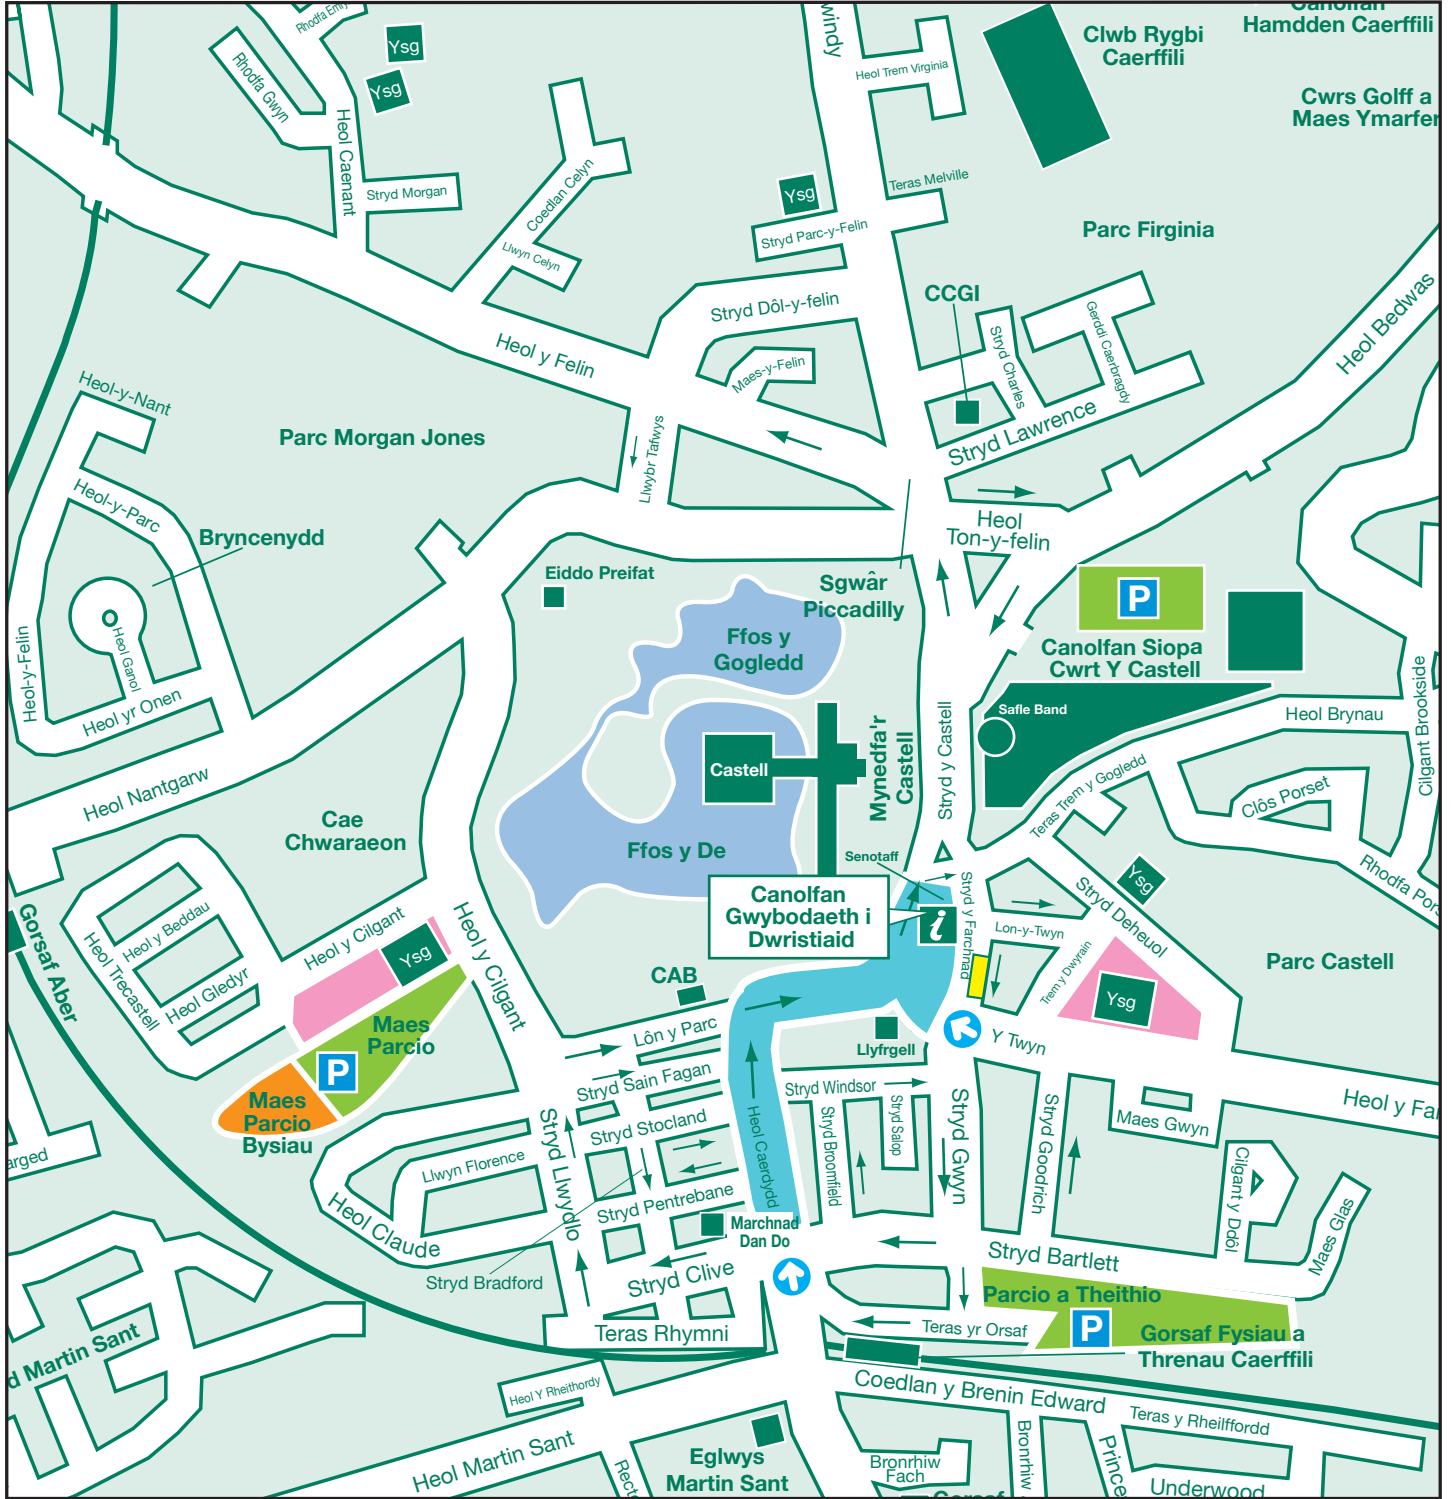 Rhodfa Emlyn
Ysg
Ysg
Rhodfa Gwyn
Heol Caenant
Stryd Morgan
Coedlan Celyn
Llwyn Celyn
windy
Heol Trem Virginia
Clwb Rygbi
Caerffili
Canolfan
Hamdden Caerffili
Cwrs Golff a
Maes Ymarfer
Teras Melville
Ysg
Stryd Parc-y-Felin
Parc Firginia
Stryd Dôl-y-felin
CCGI
Heol y Felin
Maes-y-Felin
Stryd Charles
Gerddi Caerbragdy
Heol Bedwas
Heol-y-Nant
Parc Morgan Jones
Llwybr Tafwys
Stryd Lawrence
Heol-y-Parc
Bryncenydd
Heol
Ton-y-felin
Eiddo Preifat
Sgwâr
Piccadilly
P
Canolfan Siopa
Cwrt Y Castell
Ffos y
Gogledd
Heol-y-Felin
Heol Ganol
Heol yr Onen
Cilgant Brookside
Safle Band
Heol Brynau
Castell
Mynedfa'r
Castell
Stryd y Castell
Heol Nantgarw
Teras Trem y Gogledd
Clôs Porset
Cae
Chwaraeon
Ffos y De
Senotaff
Rhodfa Pors
Ysg
Canolfan
Gwybodaeth i
Dwristiaid
i
Stryd y Farchnad
Stryd Deheuol
Lon-y-Twyn
Trem y Dwyrain
Parc Castell
Gorsaf Aber
Heol y Beddau
Heol Trecastell
Heol Gledyr
Heol y Cilgant
Ysg
Heol y Cilgant
CAB
Ysg
Maes
Parcio
P
Lôn y Parc
Llyfrgell
Y Twyn
Maes
Parcio
Bysiau
Stryd Sain Fagan
Stryd Windsor
Heol y Fa
Stryd Stocland
Stryd Llwydlo
Heol Caerdydd
Stryd Broomfield
Stryd Salop
Stryd Gwyn
Stryd Goodrich
Maes Gwyn
Cilgant y Ddôl
Maes Glas
arged
Llwyn Florence
Heol Claude
Stryd Pentrebane
Marchnad
Dan Do
Stryd Bradford
Stryd Clive
Stryd Bartlett
Parcio a Theithio
P
Teras Rhymni
Teras yr Orsaf
Gorsaf Fysiau a
Threnau Caerffili
d Martin Sant
Heol Y Rheithordy
Coedlan y Brenin Edward
Teras y Rheilffordd
Heol Martin Sant
Recto
Eglwys
Martin Sant
Bronrhiw
Fach
Bronrhiw
Prince
Underwood
Gorsaf